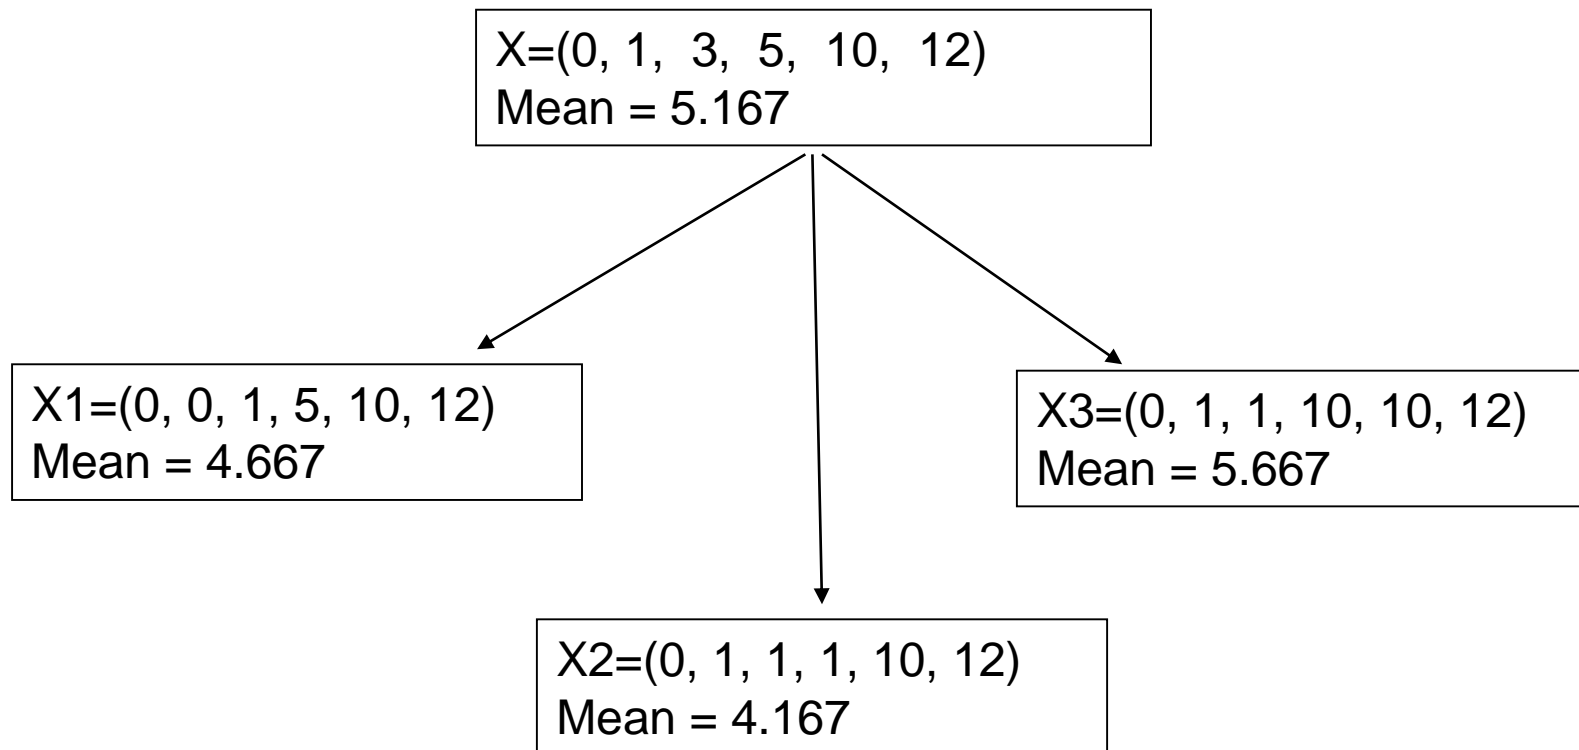 X=(0, 1, 3, 5, 10, 12)
Mean = 5.167
X1=(0, 0, 1, 5, 10, 12)
Mean = 4.667
X3=(0, 1, 1, 10, 10, 12)
Mean = 5.667
X2=(0, 1, 1, 1, 10, 12)
Mean = 4.167